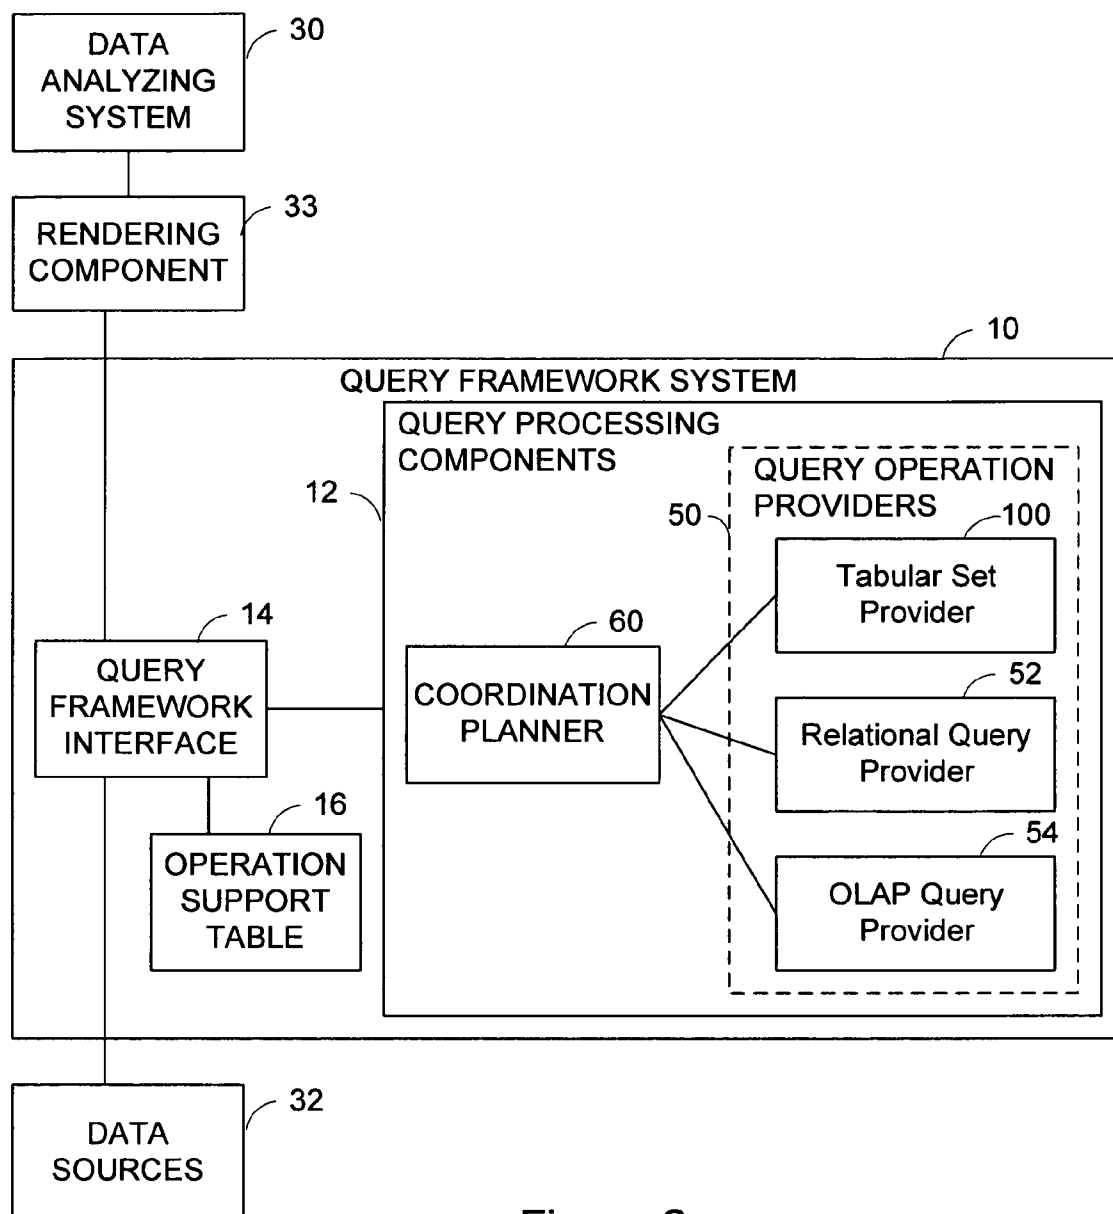 DATA
ANALYZING
SYSTEM
30
RENDERING
COMPONENT
33
10
QUERY FRAMEWORK SYSTEM
QUERY PROCESSING
COMPONENTS
12
QUERY OPERATION
PROVIDERS
50
100
Tabular Set
Provider
14
QUERY
FRAMEWORK
INTERFACE
60
COORDINATION
PLANNER
52
Relational Query
Provider
16
OPERATION
SUPPORT
TABLE
54
OLAP Query
Provider
DATA
SOURCES
32